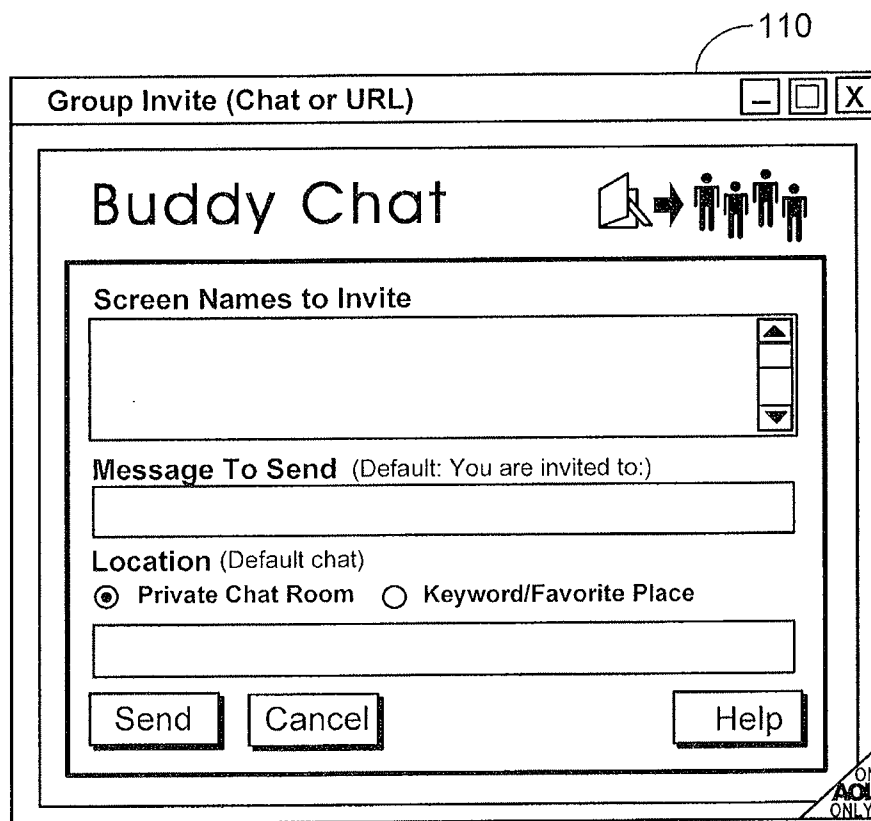 110
Group Invite (Chat or URL)
X
Buddy Chat
Screen Names to Invite
Message To Send (Default: You are invited to:)
Location (Default chat)
Private Chat Room Keyword/Favorite Place
Send Cancel Help
ONLY